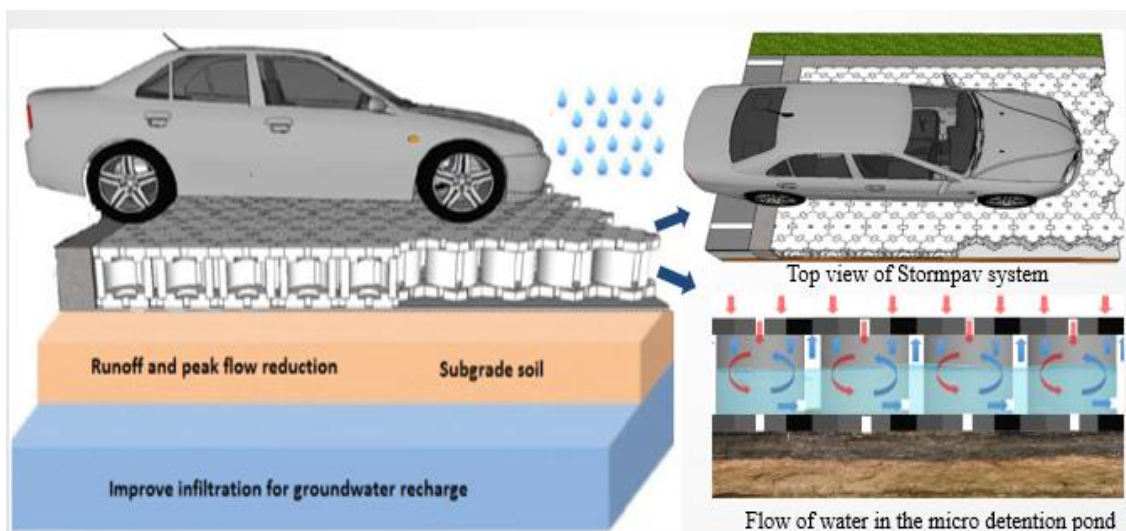 Top view of Stormpav system
Runoff and peak flow reduction
Subgrade soil
Improve infiltration for groundwater recharge
Flow of water in the micro detention pond